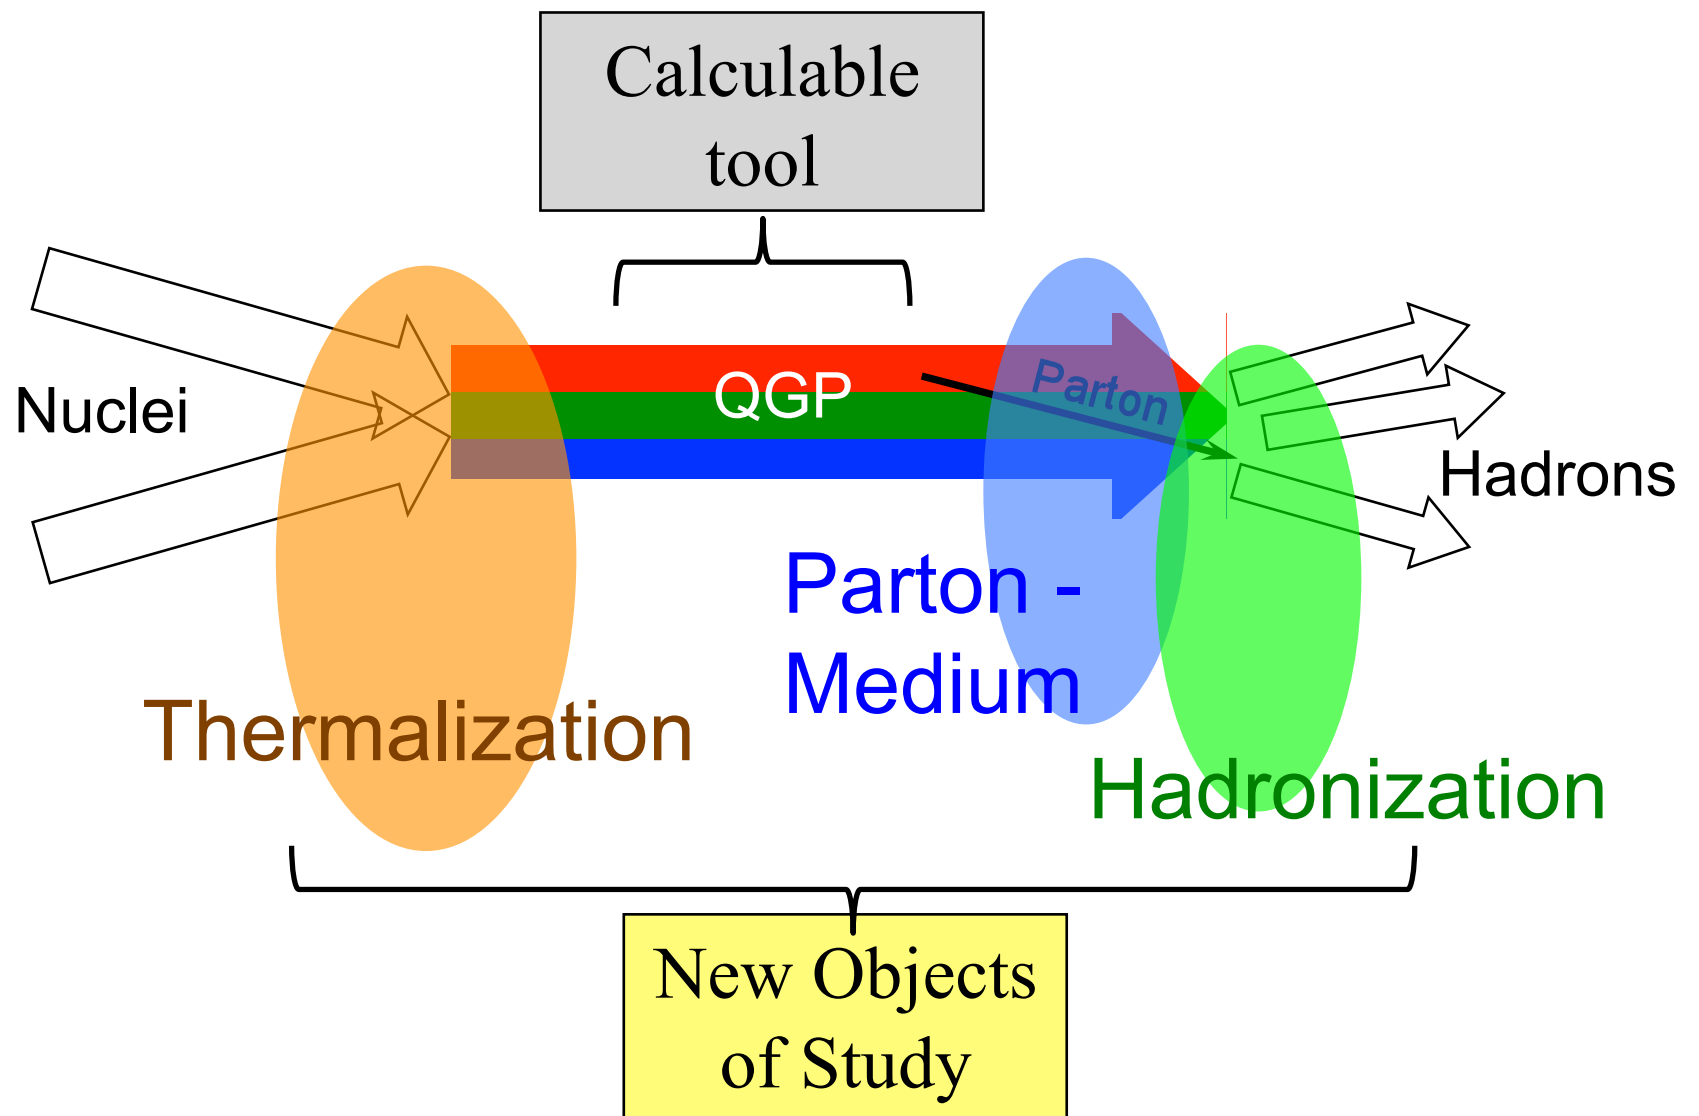 Calculable
tool
Nuclei
QGP
Parton
Hadrons
Parton -
Medium
Thermalization
Hadronization
New Objects
of Study